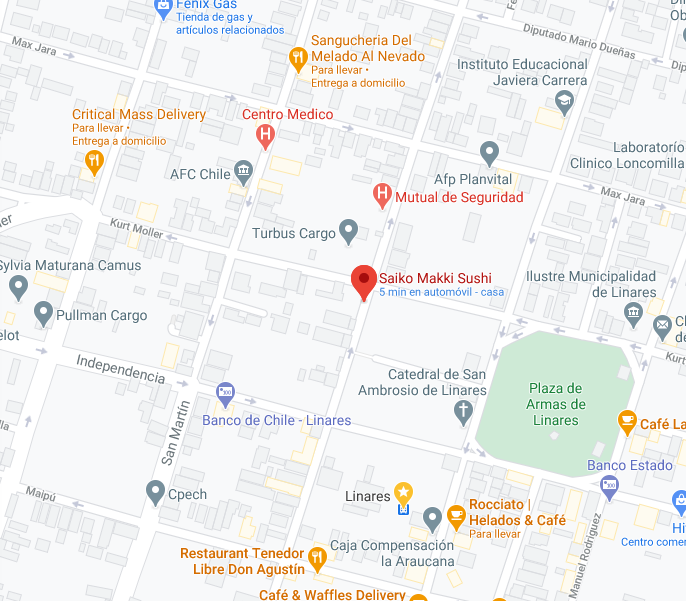 Fenix Gas
Tienda de gas y
artículos relacionados
Max Jara
Sangucheria Del
Melado Al Nevado
Para llevar •
Entrega a domicilio
Diputado Mario Dueñas
Instituto Educacional
Javiera Carrera
Critical Mass Delivery
Para llevar •
Entrega a domicilio
Centro Medico
AFC Chile
Laboratorio
Clinico Loncomilla
Afp Planvital
Mutual de Seguridad
Max Jara
Kurt Moller
Turbus Cargo
Sylvia Maturana Camus
Saiko Makki Sushi
5 min en automóvil - casa
Ilustre Municipalidad
de Linares
Pullman Cargo
Independencia
Catedral de San
Ambrosio de Linares
Plaza de
Armas de
Linares
Banco de Chile - Linares
San Martín
Café La
Banco Estado
Maipú
Cpech
Linares
Rocciato |
Helados & Café
Para llevar
Caja Compensación
la Araucana
Manuel Rodriguez
Centro comer
Restaurant Tenedor
Libre Don Agustín
Café & Waffles Delivery